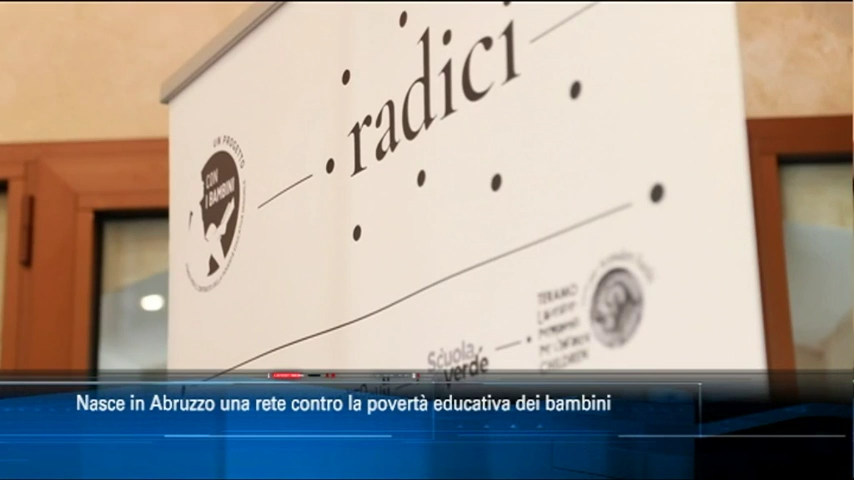 radici
UN PROGETTO
CON
I BAMBINI
Scuola
verde
TERAMO
CHILDREN
Nasce in Abruzzo una rete contro la povertà educativa dei bambini